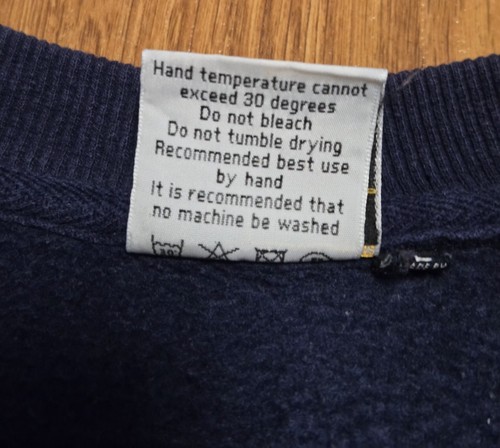 Hand temperature cannot
exceed 30 degrees
Do not bleach
Do not tumble drying
Recommended best use
by hand
It is recommended that
no machine be washed